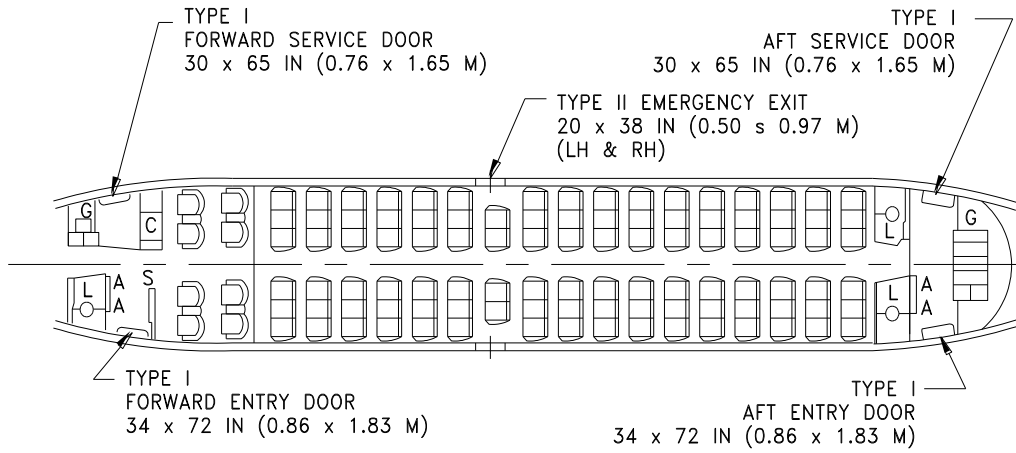 TYPE I
FORWARD SERVICE DOOR
30 x 65 IN (0.76 x 1.65 M)
TYPE I
AFT SERVICE DOOR
30 x 65 IN (0.76 x 1.65 M)
TYPE II EMERGENCY EXIT
20 x 38 IN (0.50 s 0.97 M)
(LH & RH)
G
C
L
G
L
A
A
S
L
A
A
TYPE I
FORWARD ENTRY DOOR
34 x 72 IN (0.86 x 1.83 M)
TYPE I
AFT ENTRY DOOR
34 x 72 IN (0.86 x 1.83 M)